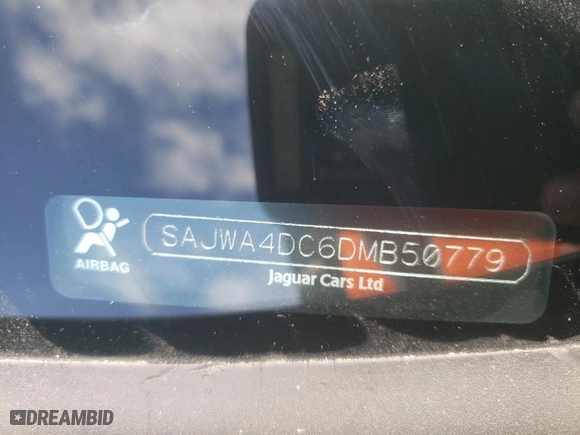 SAJWA4DC6DMB50779
AIRBAG
Jaguar Cars Ltd
DREAMBID